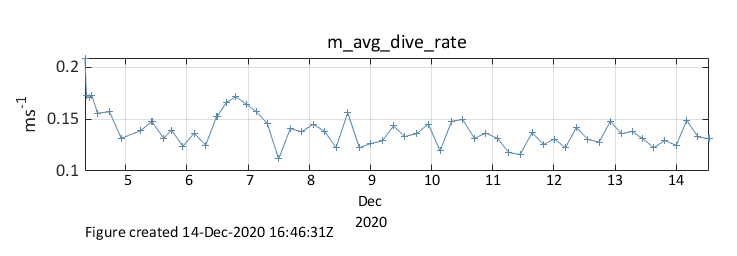 m_avg_dive_rate
0.2
0.15
0.1
ms⁻¹
5 6 7 8 9 10 11 12 13 14
Dec
2020
Figure created 14-Dec-2020 16:46:31Z